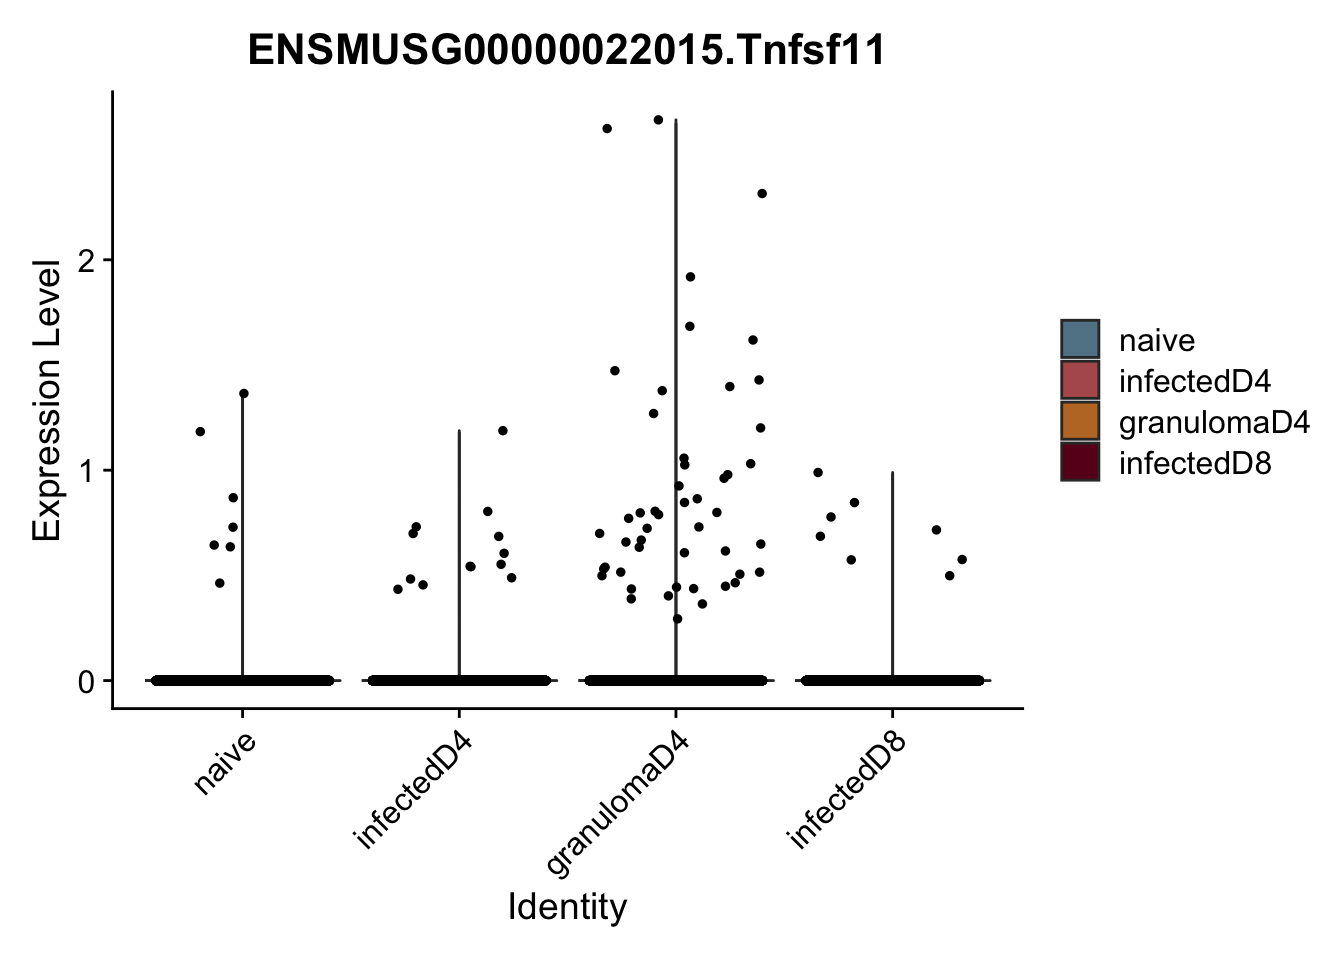 ENSMUSG00000022015.Tnfsf11
Expression Level
2
1
0
naive
infectedD4
granulomaD4
infectedD8
Identity
naive
infectedD4
granulomaD4
infectedD8